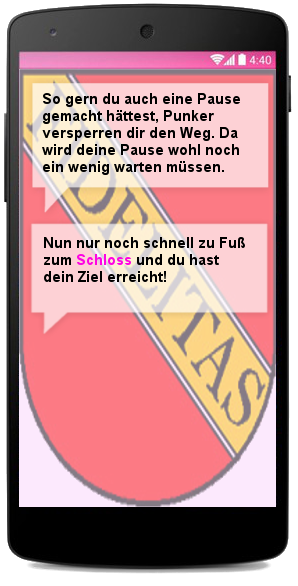 4:40
So gern du auch eine Pause
gemacht hättest, Punker
versperren dir den Weg. Da
wird deine Pause wohl noch
ein wenig warten müssen.
Nun nur noch schnell zu Fuß
zum Schloss und du hast
dein Ziel erreicht!
FIDELITAS